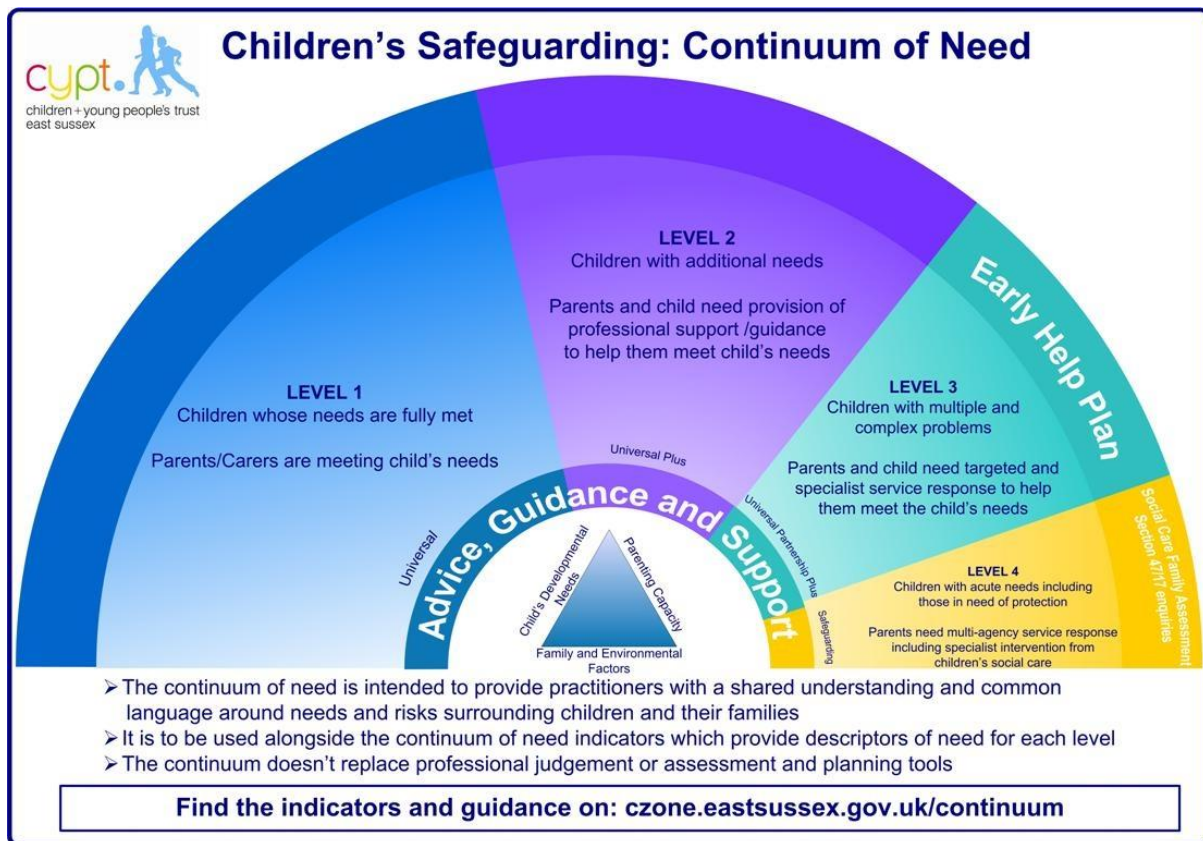 Children's Safeguarding: Continuum of Need
cypt.
children + young people's trust
east sussex
LEVEL 1
Children whose needs are fully met
Parents/Carers are meeting child's needs
LEVEL 2
Children with additional needs
Parents and child need provision of
professional support /guidance
to help them meet child's needs
LEVEL 3
Children with multiple and
complex problems
Parents and child need targeted and
specialist service response to help
them meet the child's needs
LEVEL 4
Children with acute needs including
those in need of protection
Parents need multi-agency service response
including specialist intervention from
children's social care
Early Help Plan
Social Care Family Assessment
Section 47/17 enquiries
Universal
Universal Plus
Universal Partnership Plus
Safeguarding
Advice, Guidance and Support
Child's Developmental
Needs
Parenting Capacity
Family and Environmental
Factors
➤ The continuum of need is intended to provide practitioners with a shared understanding and common
language around needs and risks surrounding children and their families
➤ It is to be used alongside the continuum of need indicators which provide descriptors of need for each level
➤ The continuum doesn't replace professional judgement or assessment and planning tools
Find the indicators and guidance on: czone.eastsussex.gov.uk/continuum